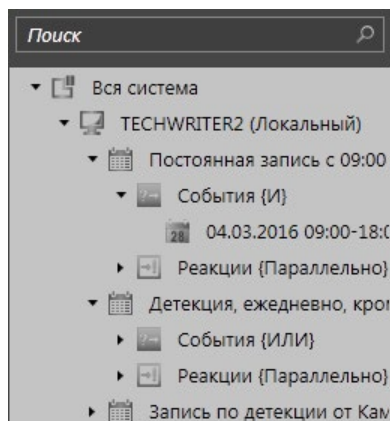 Поиск
Вся система
TECHWRITER2 (Локальный)
Постоянная запись с 09:00
События {И}
28 04.03.2016 09:00-18:0
Реакции {Параллельно}
Детекция, ежедневно, кро
События {ИЛИ}
Реакции {Параллельно}
Запись по детекции от Кам